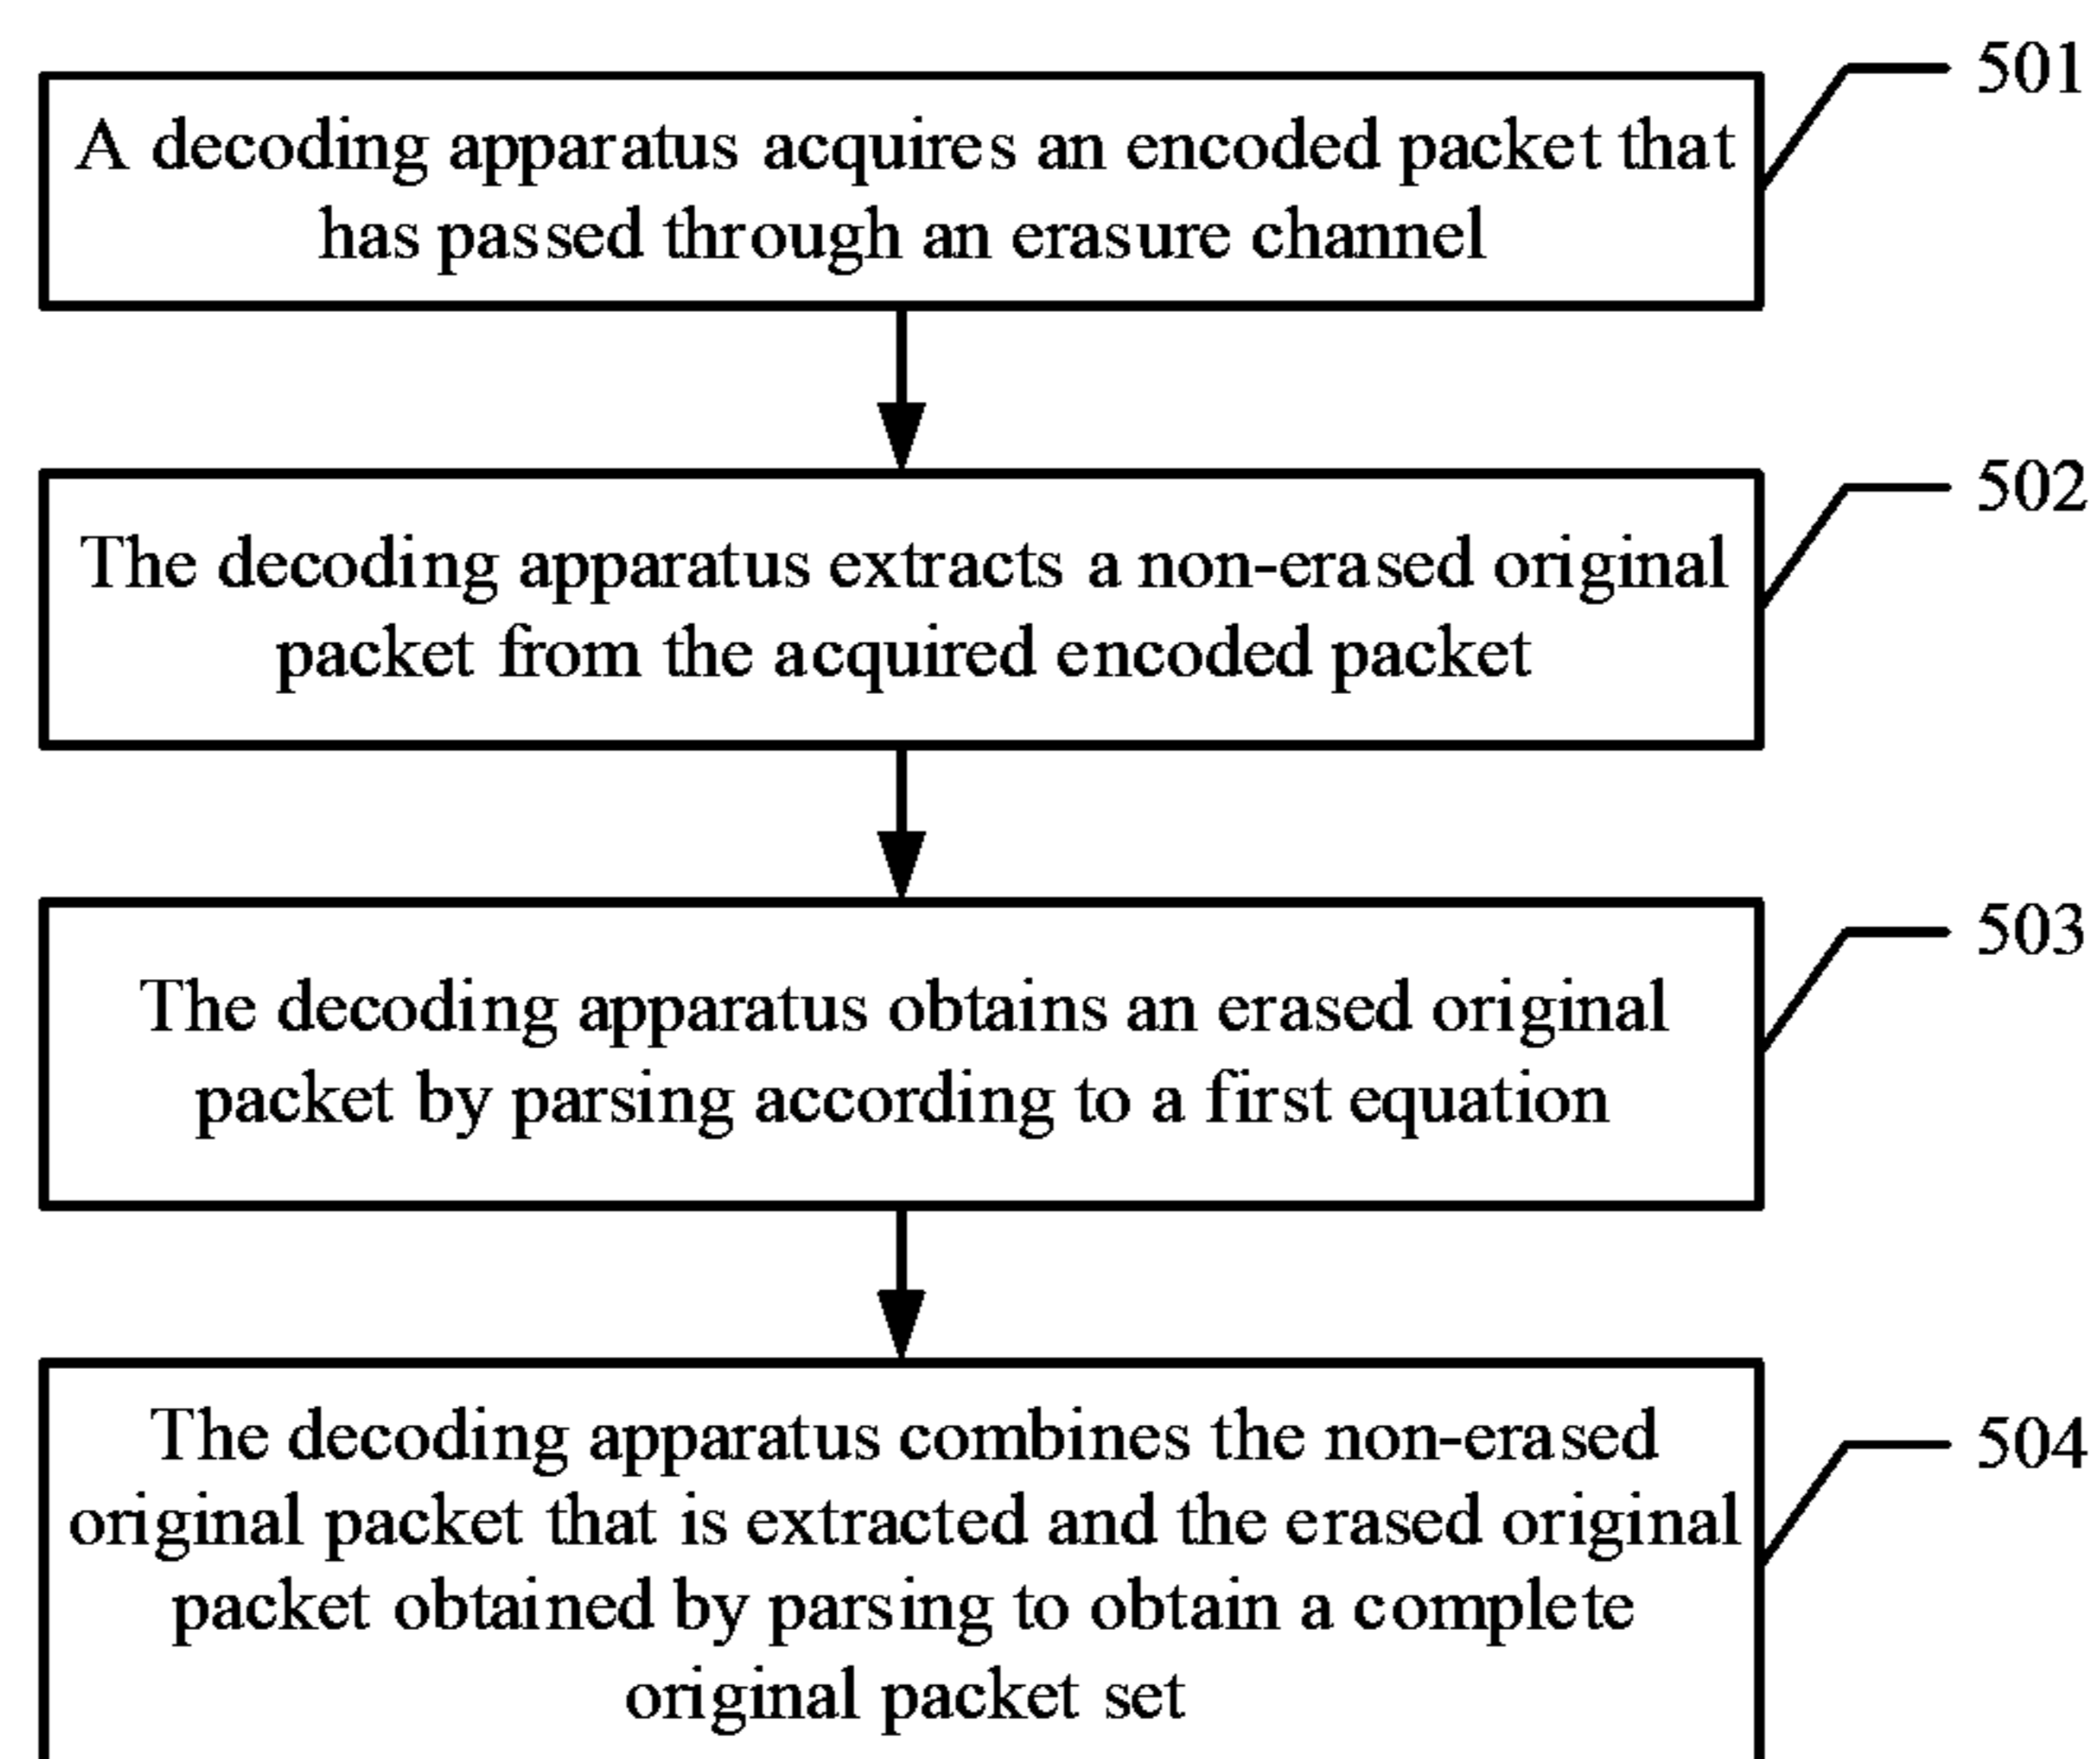 501
A decoding apparatus acquires an encoded packet that
has passed through an erasure channel
502
The decoding apparatus extracts a non-erased original
packet from the acquired encoded packet
503
The decoding apparatus obtains an erased original
packet by parsing according to a first equation
504
The decoding apparatus combines the non-erased
original packet that is extracted and the erased original
packet obtained by parsing to obtain a complete
original packet set